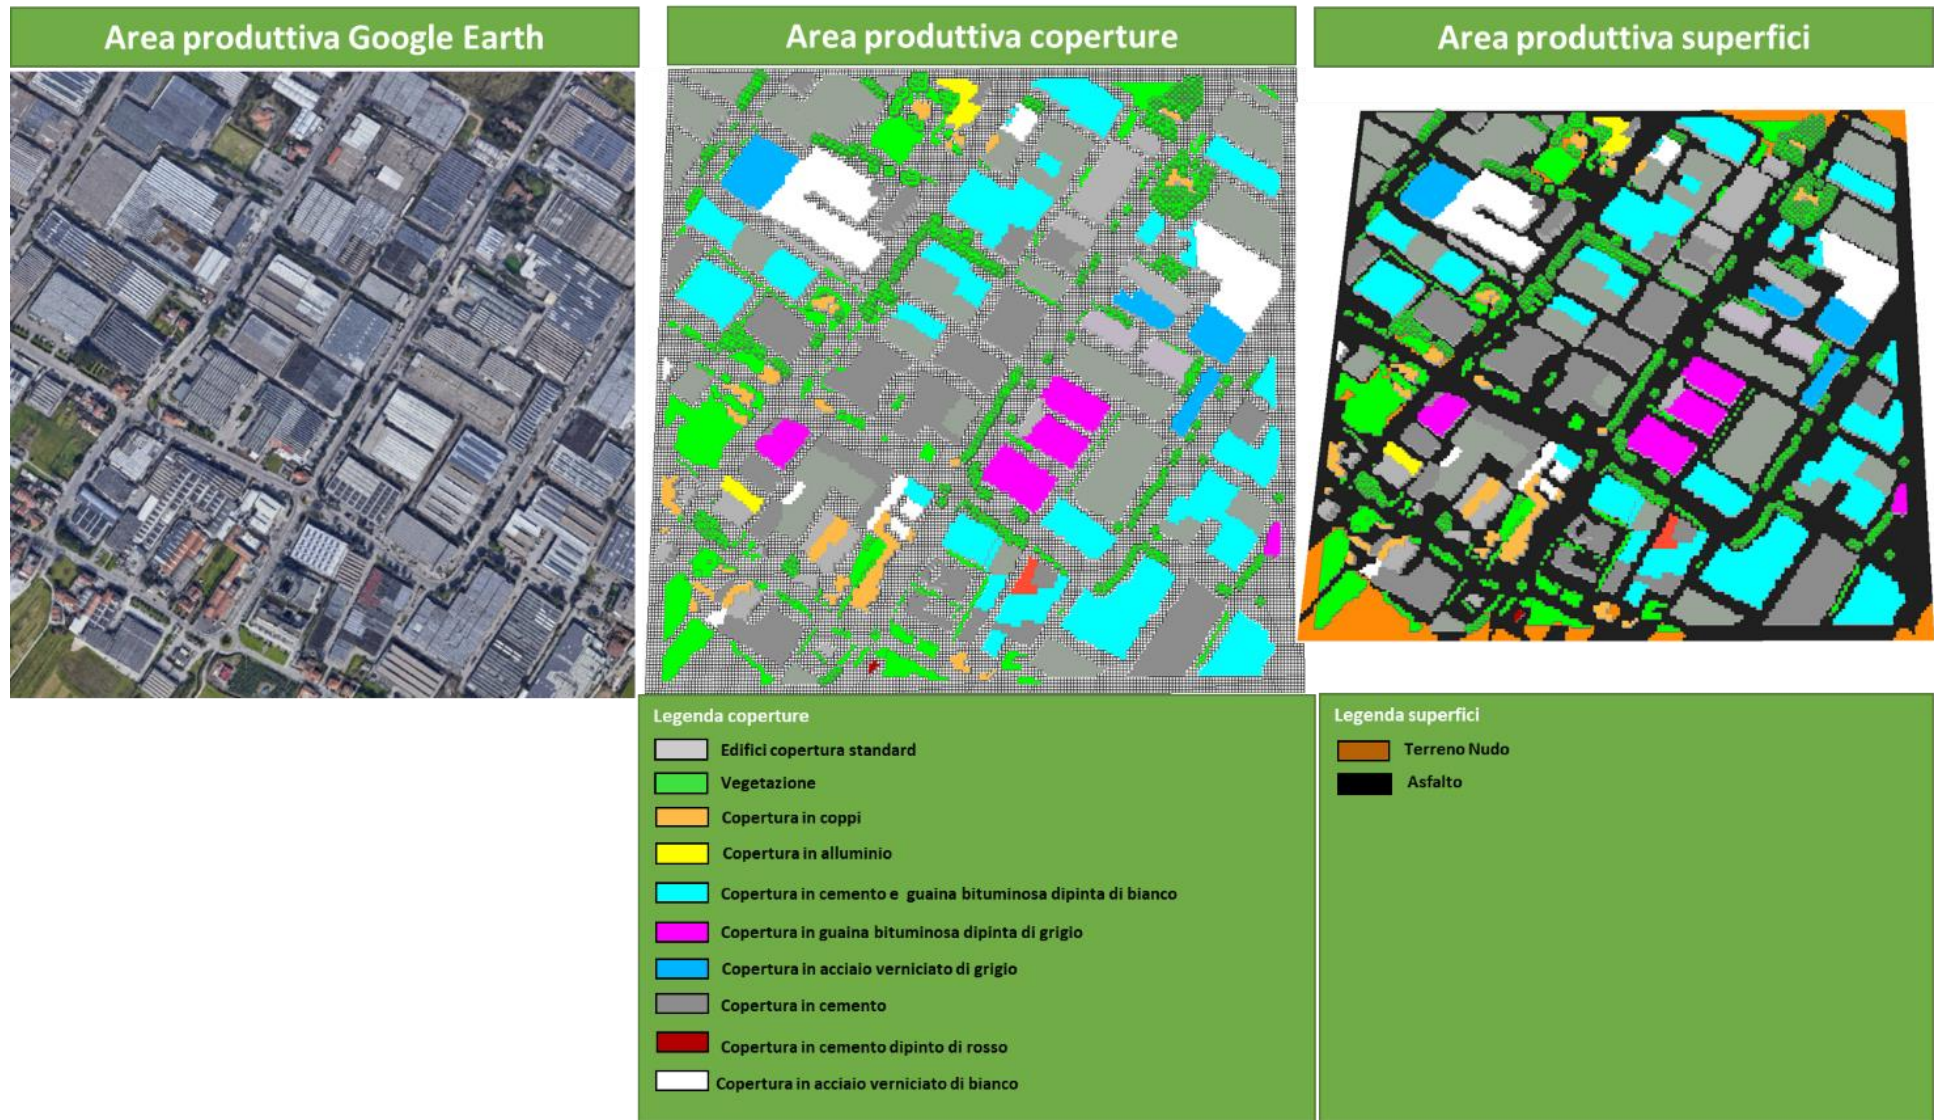 Area produttiva Google Earth
Area produttiva coperture
Area produttiva superfici
Legenda coperture
Edifici copertura standard
Vegetazione
Copertura in coppi
Copertura in alluminio
Copertura in cemento e guaina bituminosa dipinta di bianco
Copertura in guaina bituminosa dipinta di grigio
Copertura in acciaio verniciato di grigio
Copertura in cemento
Copertura in cemento dipinto di rosso
Copertura in acciaio verniciato di bianco
Legenda superfici
Terreno Nudo
Asfalto